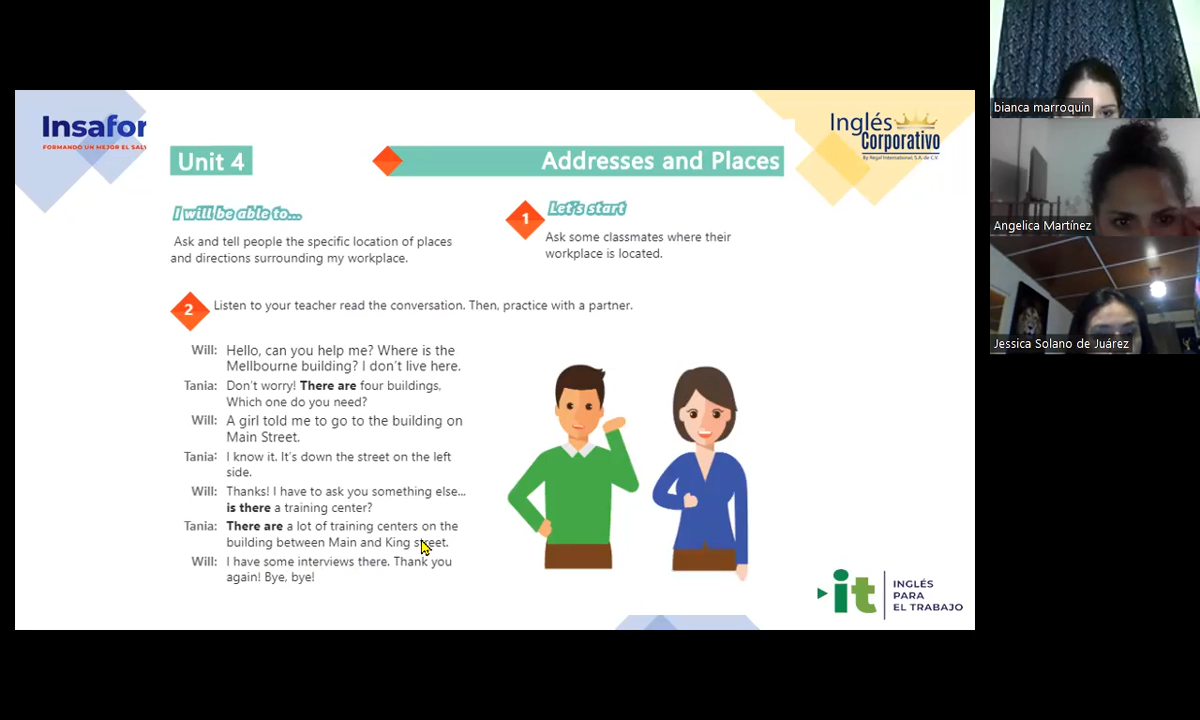 Insafor
FORMANDO UN MEJOR EL SALV
Inglés
Corporativo
By Regal International, S.A. de C.V.
Unit 4
Addresses and Places
I will be able to...
Ask and tell people the specific location of places
and directions surrounding my workplace.
1
Let's start
Ask some classmates where their
workplace is located.
2
Listen to your teacher read the conversation. Then, practice with a partner.
Will: Hello, can you help me? Where is the
Mellbourne building? I don't live here.
Tania: Don't worry! There are four buildings,
Which one do you need?
Will: A girl told me to go to the building on
Main Street.
Tania: I know it. It's down the street on the left
side.
Will: Thanks! I have to ask you something else...
is there a training center?
Tania: There are a lot of training centers on the
building between Main and King street.
Will: I have some interviews there. Thank you
again! Bye, bye!
it
INGLÉS
PARA
EL TRABAJO
bianca marroquín
Angelica Martínez
Jessica Solano de Juárez